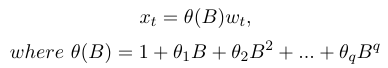 x_t = θ(B)w_t,
where θ(B) = 1 + θ_1B + θ_2B^2 + ... + θ_qB^q